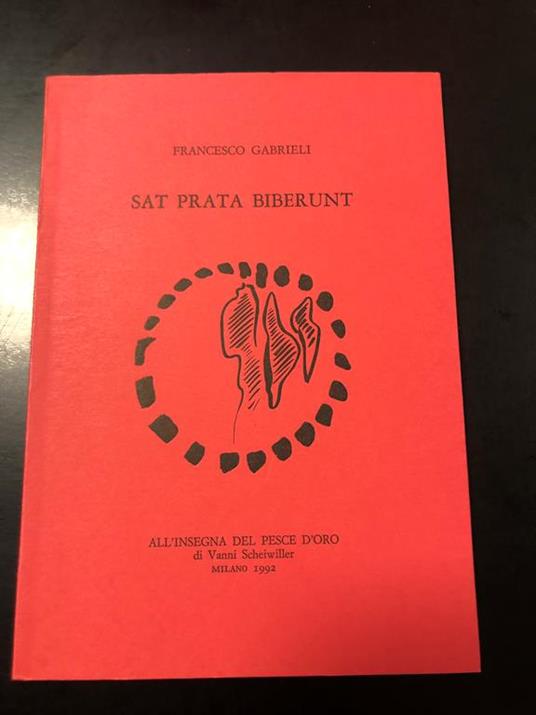 FRANCESCO GABRIELI
SAT PRATA BIBERUNT
ALL'INSEGNA DEL PESCE D'ORO
di Vanni Scheiwiller
MILANO 1992